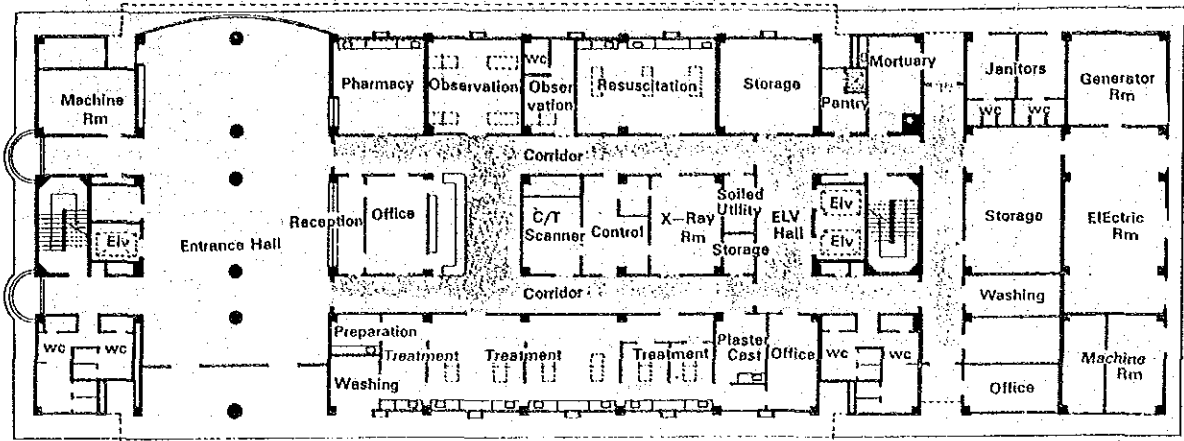 Machine
Rm
Pharmacy
Observation
WC
Obser
vation
Resuscitation
Storage
Pantry
Mortuary
Janitors
WC
WC
Generator
Rm
Corridor
Elv
Entrance Hall
Reception
Office
C/T
Scanner
Control
X-Ray
Rm
Soiled
Utility
Storage
ELV
Hall
Elv
Elv
Storage
ElEctric
Rm
Corridor
Washing
WC
WC
Preparation
Washing
Treatment
Treatment
Treatment
Plaster
Cast
Office
WC
WC
Office
Machine
Rm